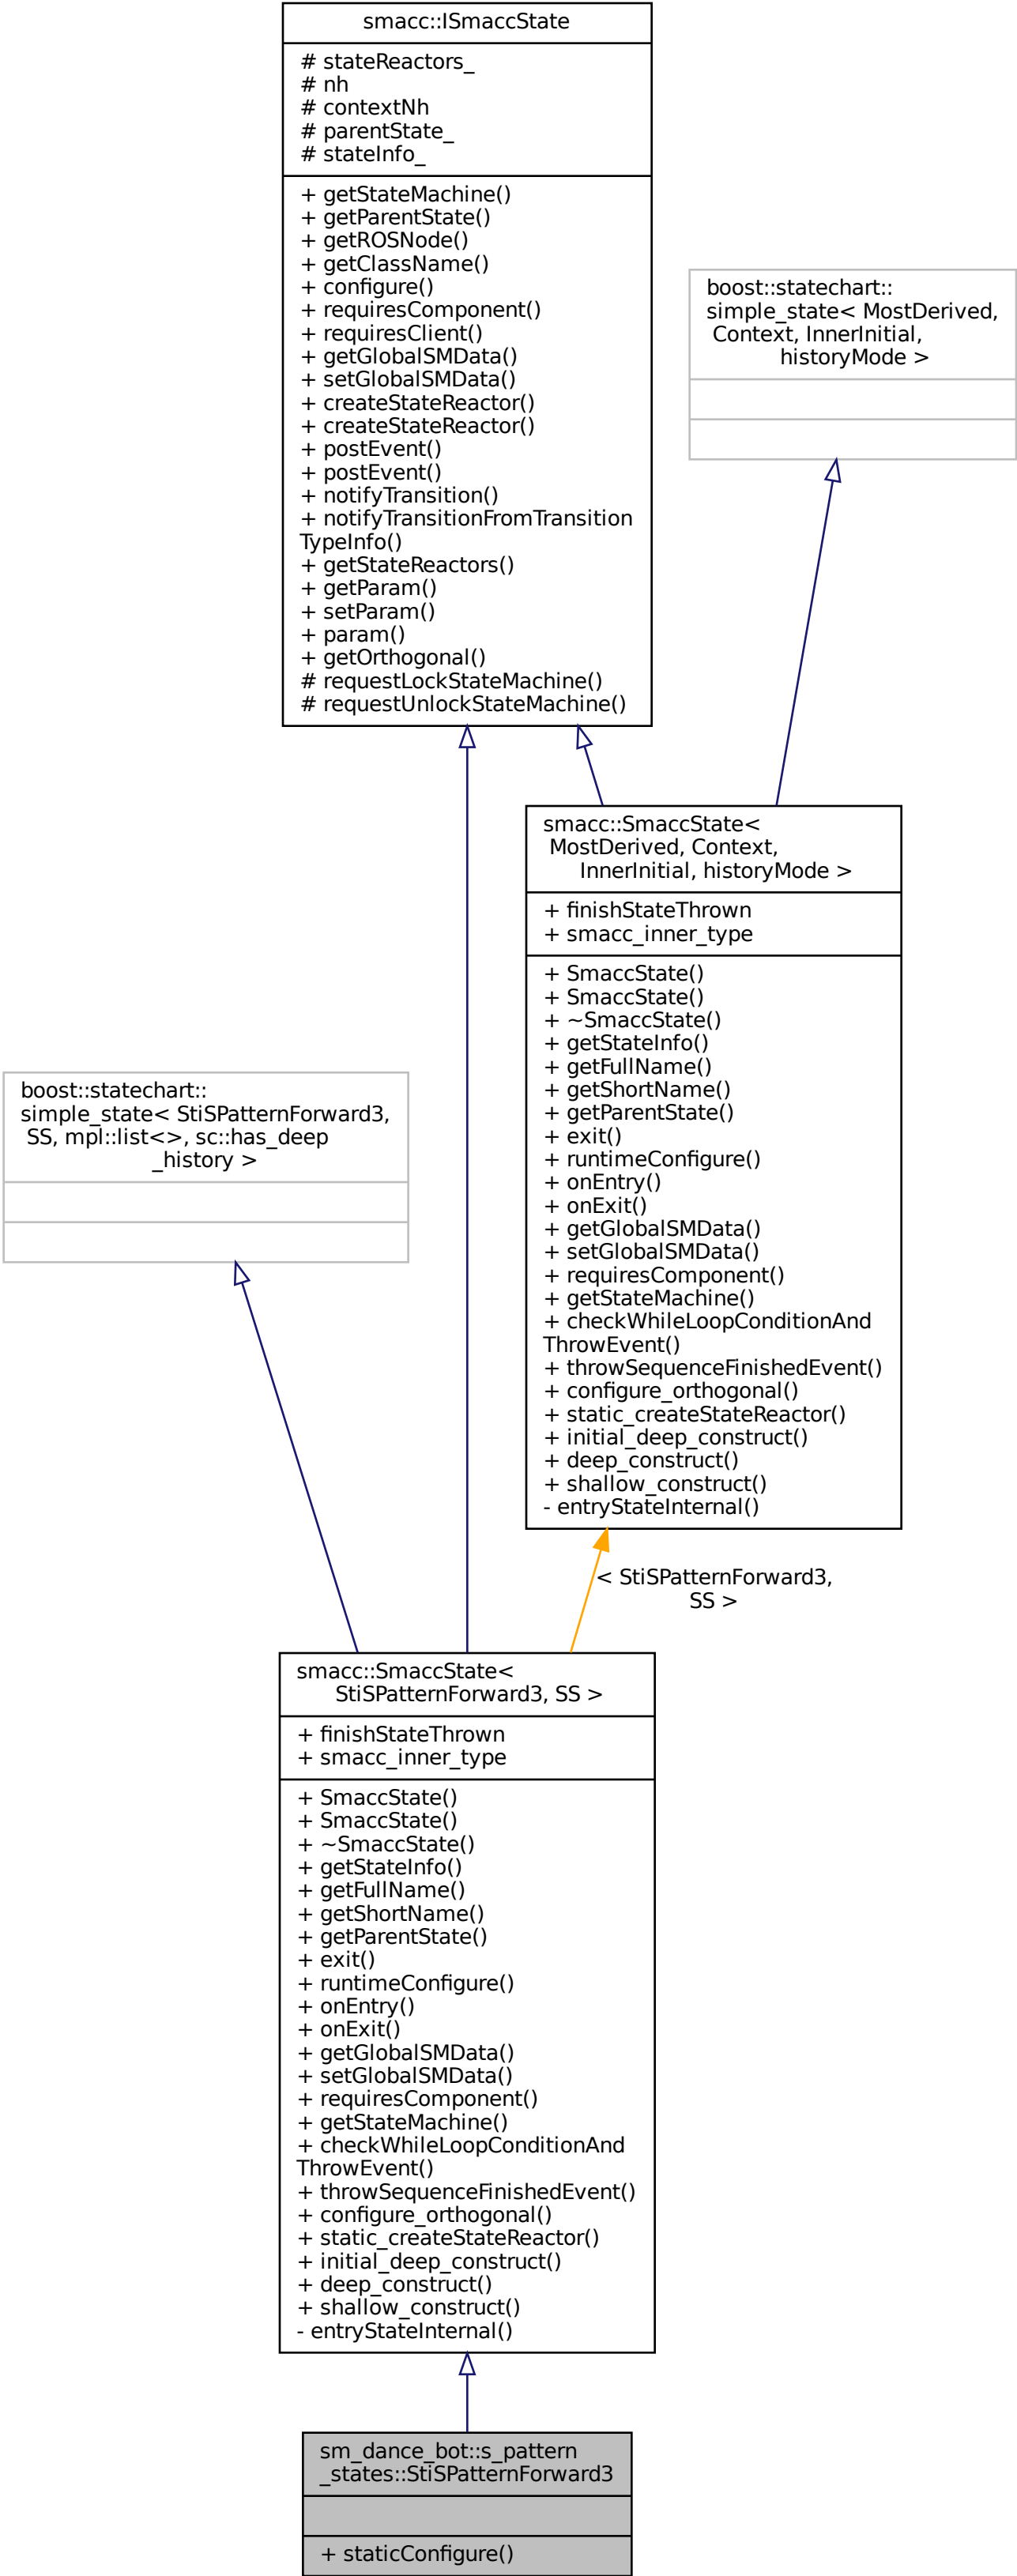 smacc::ISmaccState
# stateReactors_
# nh
# contextNh
# parentState_
# stateInfo_
+ getStateMachine()
+ getParentState()
+ getROSNode()
+ getClassName()
+ configure()
+ requiresComponent()
+ requiresClient()
+ getGlobalSMData()
+ setGlobalSMData()
+ createStateReactor()
+ createStateReactor()
+ postEvent()
+ postEvent()
+ notifyTransition()
+ notifyTransitionFromTransition
TypeInfo()
+ getStateReactors()
+ getParam()
+ setParam()
+ param()
+ getOrthogonal()
# requestLockStateMachine()
# requestUnlockStateMachine()
boost::statechart::
simple_state< MostDerived,
Context, InnerInitial,
historyMode >
smacc::SmaccState<
MostDerived, Context,
InnerInitial, historyMode >
+ finishStateThrown
+ smacc_inner_type
+ SmaccState()
+ SmaccState()
+ ~SmaccState()
+ getStateInfo()
+ getFullName()
+ getShortName()
+ getParentState()
+ exit()
+ runtimeConfigure()
+ onEntry()
+ onExit()
+ getGlobalSMData()
+ setGlobalSMData()
+ requiresComponent()
+ getStateMachine()
+ checkWhileLoopConditionAnd
ThrowEvent()
+ throwSequenceFinishedEvent()
+ configure_orthogonal()
+ static_createStateReactor()
+ initial_deep_construct()
+ deep_construct()
+ shallow_construct()
- entryStateInternal()
boost::statechart::
simple_state< StiSPatternForward3,
SS, mpl::list<>, sc::has_deep
_history >
< StiSPatternForward3,
SS >
smacc::SmaccState<
StiSPatternForward3, SS >
+ finishStateThrown
+ smacc_inner_type
+ SmaccState()
+ SmaccState()
+ ~SmaccState()
+ getStateInfo()
+ getFullName()
+ getShortName()
+ getParentState()
+ exit()
+ runtimeConfigure()
+ onEntry()
+ onExit()
+ getGlobalSMData()
+ setGlobalSMData()
+ requiresComponent()
+ getStateMachine()
+ checkWhileLoopConditionAnd
ThrowEvent()
+ throwSequenceFinishedEvent()
+ configure_orthogonal()
+ static_createStateReactor()
+ initial_deep_construct()
+ deep_construct()
+ shallow_construct()
- entryStateInternal()
sm_dance_bot::s_pattern
_states::StiSPatternForward3
+ staticConfigure()